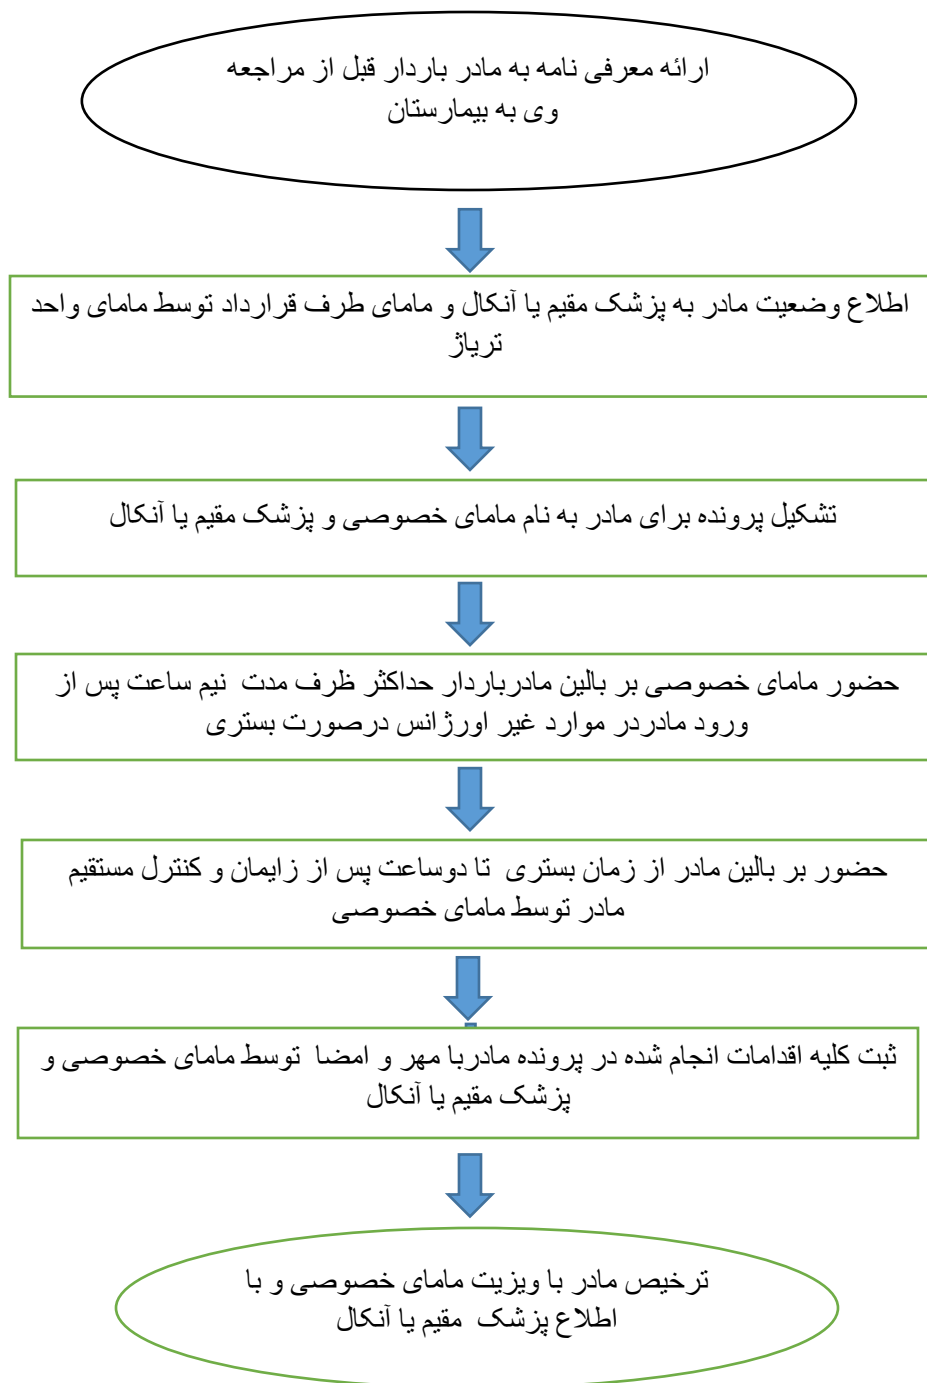 ارائه معرفی نامه به مادر باردار قبل از مراجعه
وی به بیمارستان
اطلاع وضعیت مادر به پزشک مقیم یا آنکال و مامای طرف قرارداد توسط مامای واحد
تریاژ
تشکیل پرونده برای مادر به نام مامای خصوصی و پزشک مقیم یا آنکال
حضور مامای خصوصی بر بالین مادرباردار حداکثر ظرف مدت نیم ساعت پس از
ورود مادردر موارد غیر اورژانس درصورت بستری
حضور بر بالین مادر از زمان بستری تا دوساعت پس از زایمان و کنترل مستقیم
مادر توسط مامای خصوصی
ثبت کلیه اقدامات انجام شده در پرونده مادربا مهر و امضا توسط مامای خصوصی و
پزشک مقیم یا آنکال
ترخیص مادر با ویزیت مامای خصوصی و با
اطلاع پزشک مقیم یا آنکال